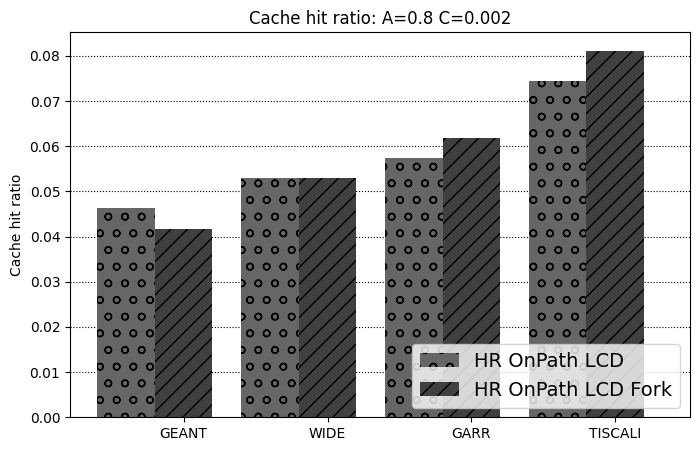 Cache hit ratio: A=0.8 C=0.002
0.08
0.07
0.06
0.05
0.04
0.03
0.02
0.01
0.00
Cache hit ratio
HR OnPath LCD
HR OnPath LCD Fork
GEANT WIDE GARR TISCALI